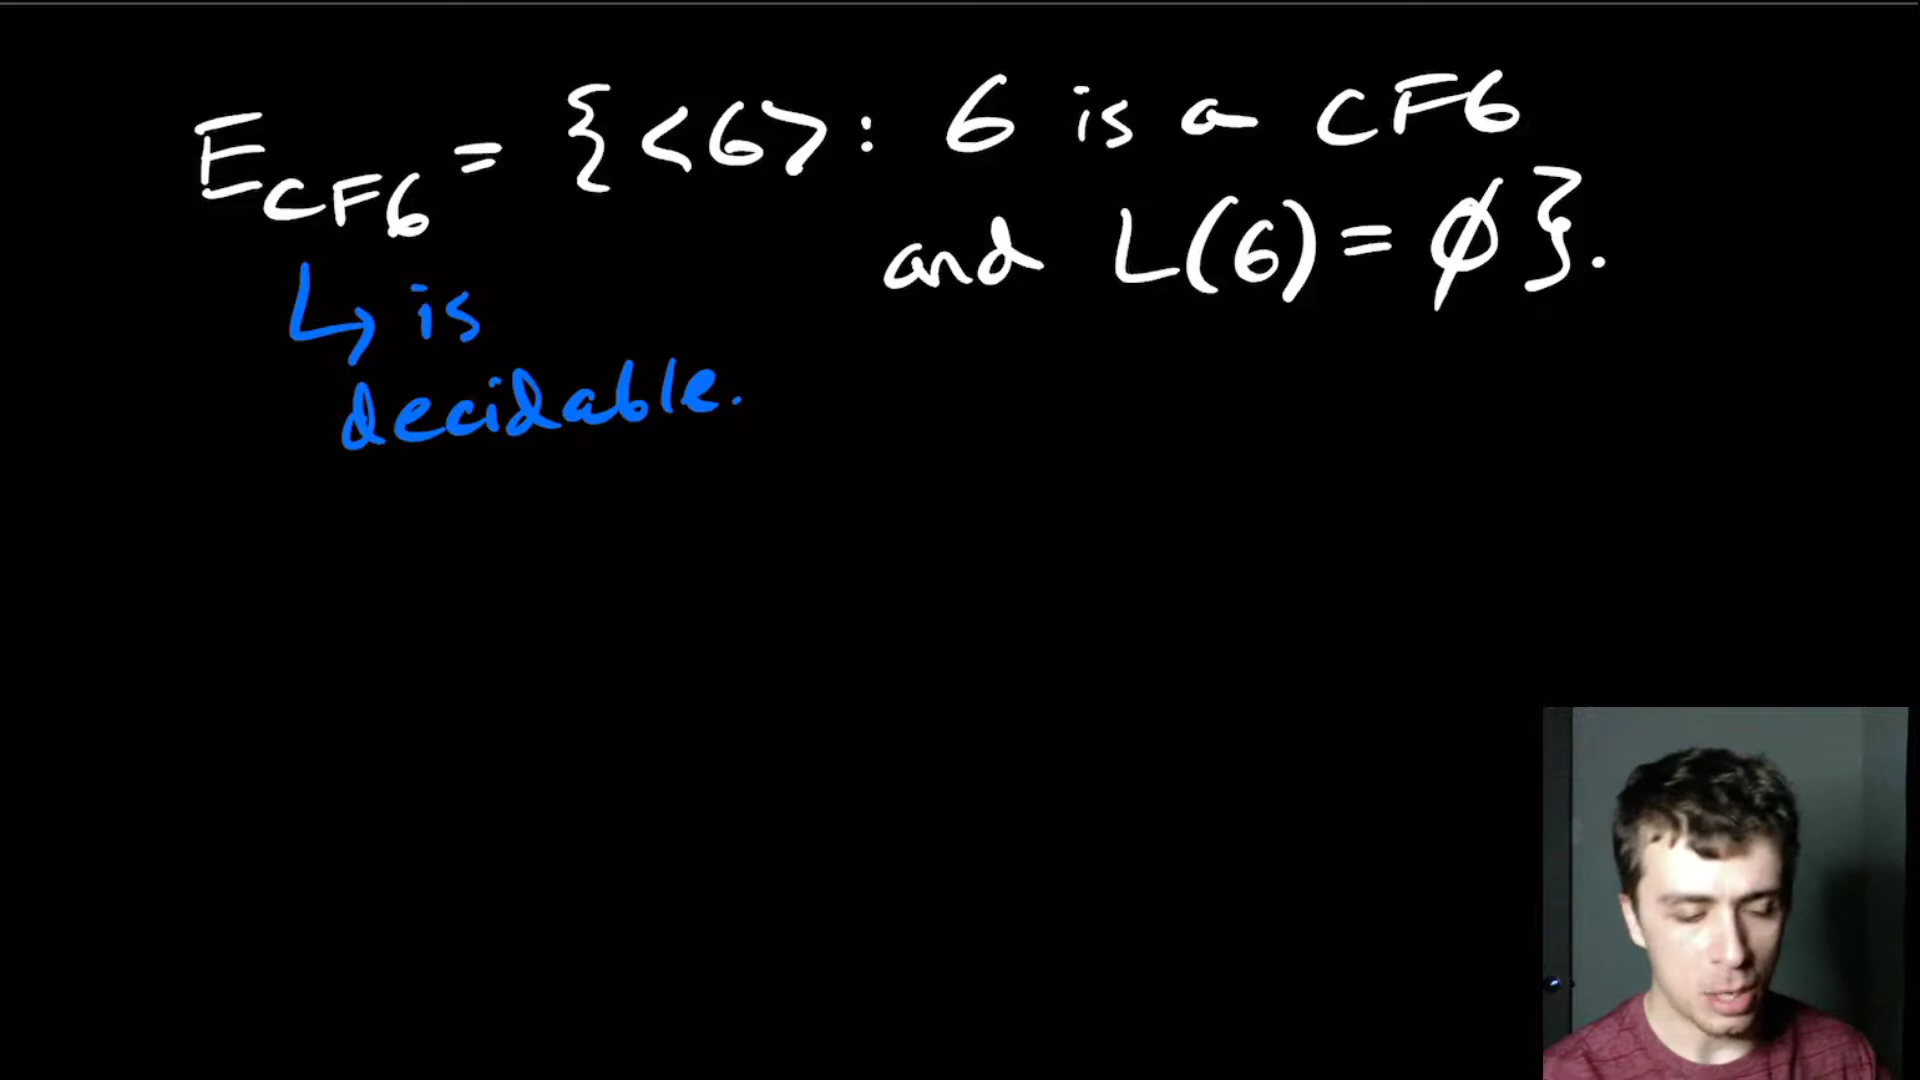 E_CFG = {<G>: G is a CFG
and L(G) = ∅}.
↳ is
decidable.